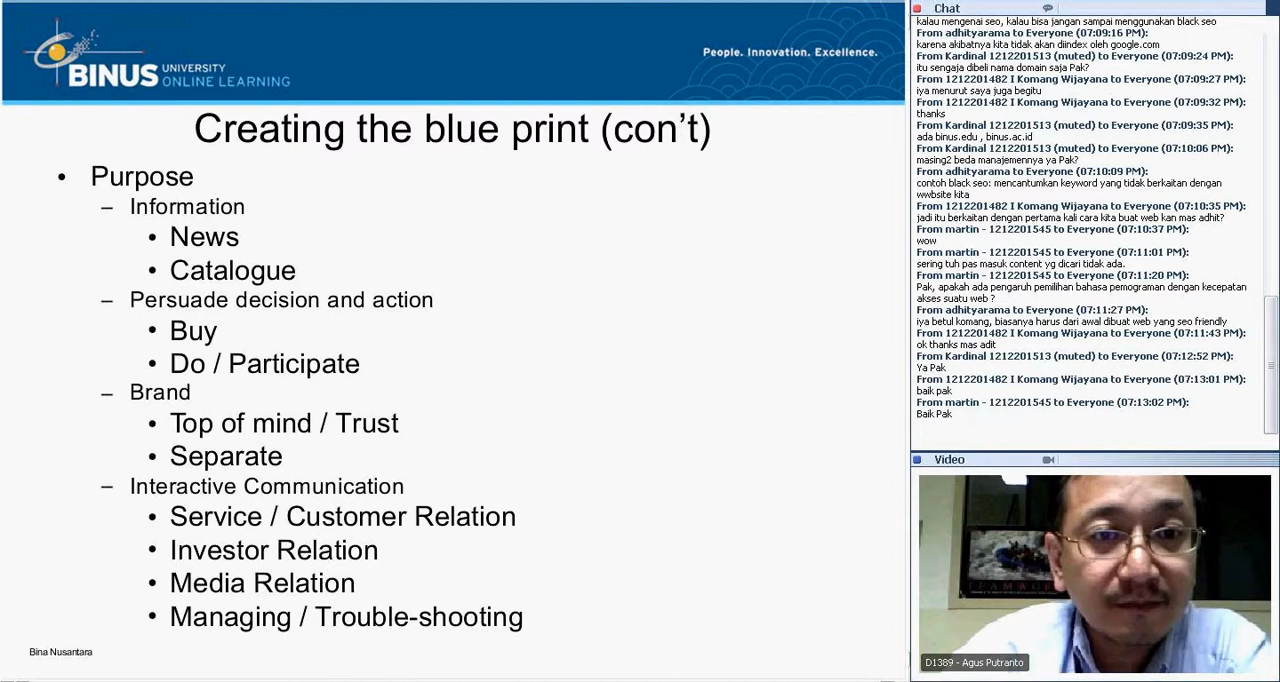 BINUS UNIVERSITY
ONLINE LEARNING
People. Innovation. Excellence.
Creating the blue print (con't)
• Purpose
– Information
• News
• Catalogue
– Persuade decision and action
• Buy
• Do / Participate
– Brand
• Top of mind / Trust
• Separate
– Interactive Communication
• Service / Customer Relation
• Investor Relation
• Media Relation
• Managing / Trouble-shooting
Bina Nusantara
Chat
kalau mengenai seo, kalau bisa jangan sampai menggunakan black seo
From adhityarama to Everyone (07:09:16 PM):
karena akibatnya kita tidak akan diindex oleh google.com
From Kardinal 1212201513 (muted) to Everyone (07:09:24 PM):
itu sengaja dibeli nama domain saja Pak?
From 1212201482 I Komang Wijayana to Everyone (07:09:27 PM):
iya menurut saya juga begitu
From 1212201482 I Komang Wijayana to Everyone (07:09:32 PM):
thanks
From Kardinal 1212201513 (muted) to Everyone (07:09:35 PM):
ada binus.edu , binus.ac.id
From Kardinal 1212201513 (muted) to Everyone (07:10:06 PM):
masing2 beda manajemennya ya Pak?
From adhityarama to Everyone (07:10:09 PM):
contoh black seo: mencantumkan keyword yang tidak berkaitan dengan
wwbsite kita
From 1212201482 I Komang Wijayana to Everyone (07:10:35 PM):
jadi itu berkaitan dengan pertama kali cara kita buat web kan mas adhit?
From martin - 1212201545 to Everyone (07:10:37 PM):
wow
From martin - 1212201545 to Everyone (07:11:01 PM):
sering tuh pas masuk content yg dicari tidak ada.
From martin - 1212201545 to Everyone (07:11:20 PM):
Pak, apakah ada pengaruh pemilihan bahasa pemograman dengan kecepatan
akses suatu web ?
From adhityarama to Everyone (07:11:27 PM):
iya betul komang, biasanya harus dari awal dibuat web yang seo friendly
From 1212201482 I Komang Wijayana to Everyone (07:11:43 PM):
ok thanks mas adit
From Kardinal 1212201513 (muted) to Everyone (07:12:52 PM):
Ya Pak
From 1212201482 I Komang Wijayana to Everyone (07:13:01 PM):
baik pak
From martin - 1212201545 to Everyone (07:13:02 PM):
Baik Pak
Video
D1389 - Agus Putranto